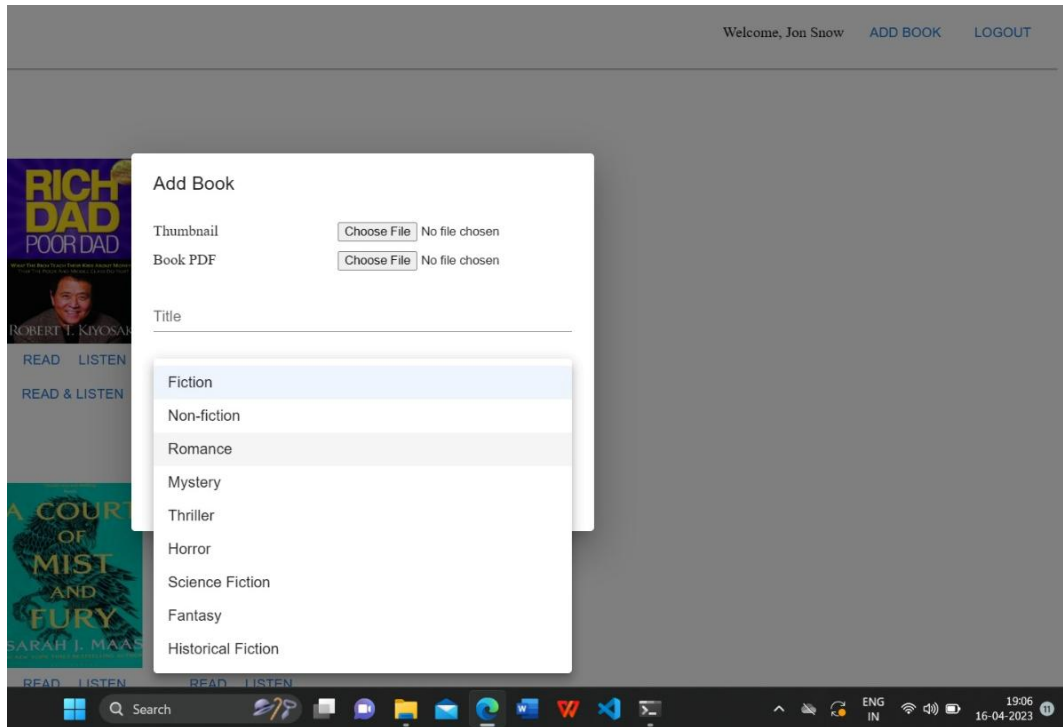 Welcome, Jon Snow ADD BOOK LOGOUT
RICH
DAD
POOR DAD
ROBERT T. KIYOSAK
READ LISTEN
READ & LISTEN
Add Book
Thumbnail Choose File No file chosen
Book PDF Choose File No file chosen
Title
Fiction
Non-fiction
Romance
Mystery
Thriller
Horror
Science Fiction
Fantasy
Historical Fiction
A COURT
OF
MIST
AND
FURY
SARAH J. MAAS
READ LISTEN READ LISTEN
Search ENG 19:06
IN 16-04-2023 11